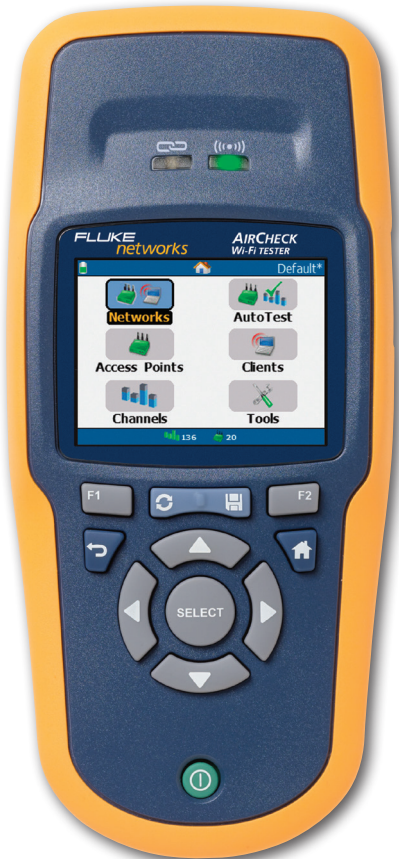 FLUKE
networks
AIRCHECK
Wi-Fi TESTER
Default*
Networks
AutoTest
Access Points
Clients
Channels
Tools
136
20
F1
F2
SELECT